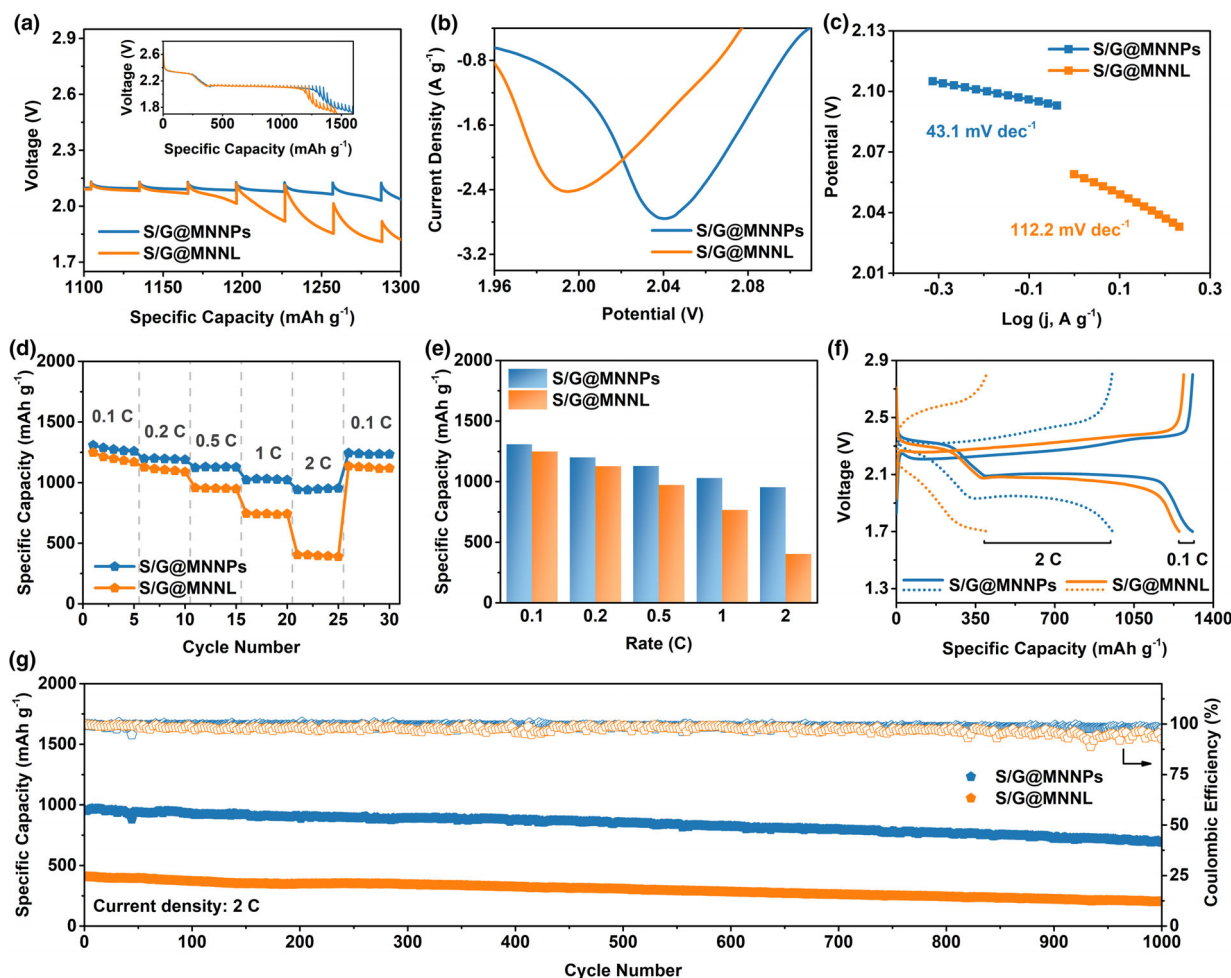 (a)
2.95
2.6
2.3
2.0
1.7
Voltage (V)
2.4
2.0
1.8
Voltage (V)
0 500 1000 1500
Specific Capacity (mAh g⁻¹)
S/G@MNNPs
S/G@MNNL
1100 1150 1200 1250 1300
Specific Capacity (mAh g⁻¹)
(b)
-0.8
-1.6
-2.4
-3.2
Current Density (A g⁻¹)
S/G@MNNPs
S/G@MNNL
1.96 2.00 2.04 2.08
Potential (V)
(c)
2.13
2.10
2.07
2.04
2.01
Potential (V)
S/G@MNNPs
S/G@MNNL
43.1 mV dec⁻¹
112.2 mV dec⁻¹
-0.3 -0.1 0.1 0.3
Log (j, A g⁻¹)
(d)
2000
1500
1000
500
0
Specific Capacity (mAh g⁻¹)
0.1 C
0.2 C
0.5 C
1 C
2 C
0.1 C
S/G@MNNPs
S/G@MNNL
0 5 10 15 20 25 30
Cycle Number
(e)
2000
1500
1000
500
0
Specific Capacity (mAh g⁻¹)
S/G@MNNPs
S/G@MNNL
0.1 0.2 0.5 1 2
Rate (C)
(f)
2.9
2.5
2.1
1.7
1.3
Voltage (V)
2 C
0.1 C
S/G@MNNPs
S/G@MNNL
0 350 700 1050 1400
Specific Capacity (mAh g⁻¹)
(g)
2000
1500
1000
500
0
Specific Capacity (mAh g⁻¹)
S/G@MNNPs
S/G@MNNL
Current density: 2 C
100
75
50
25
0
Coulombic Efficiency (%)
0 100 200 300 400 500 600 700 800 900 1000
Cycle Number